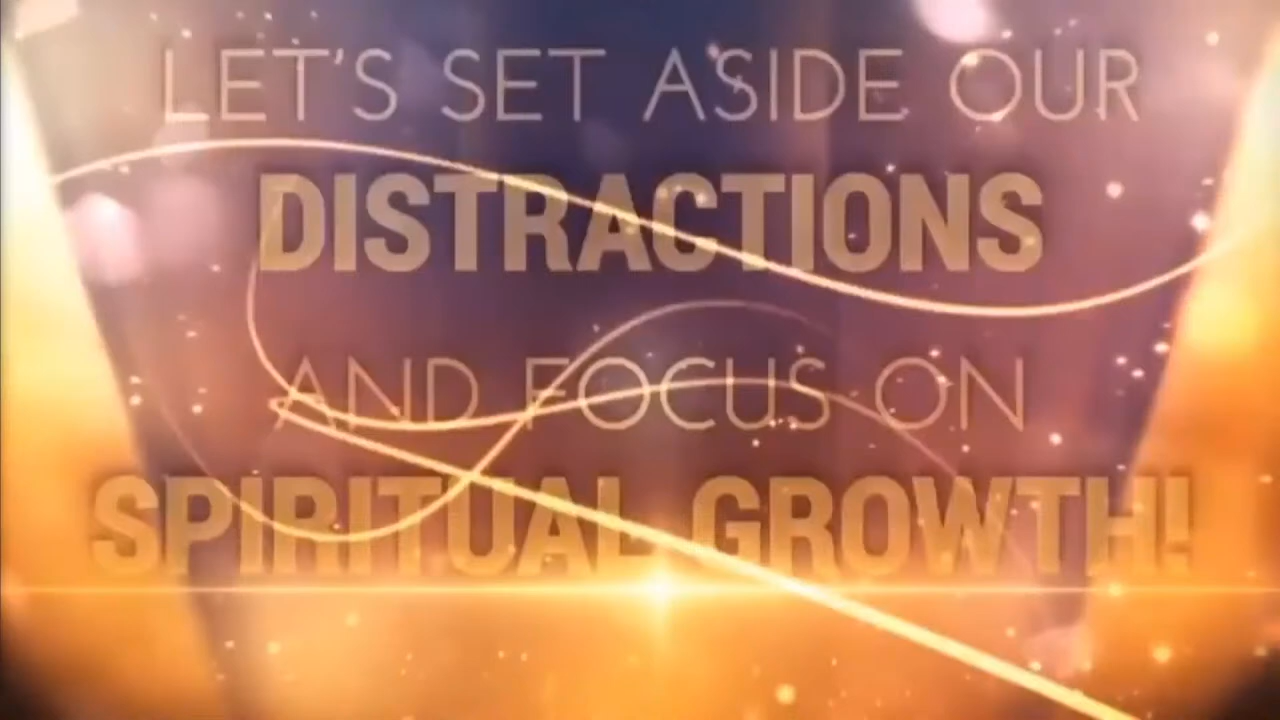 LET'S SET ASIDE OUR
DISTRACTIONS
AND FOCUS ON
SPIRITUAL GROWTH!